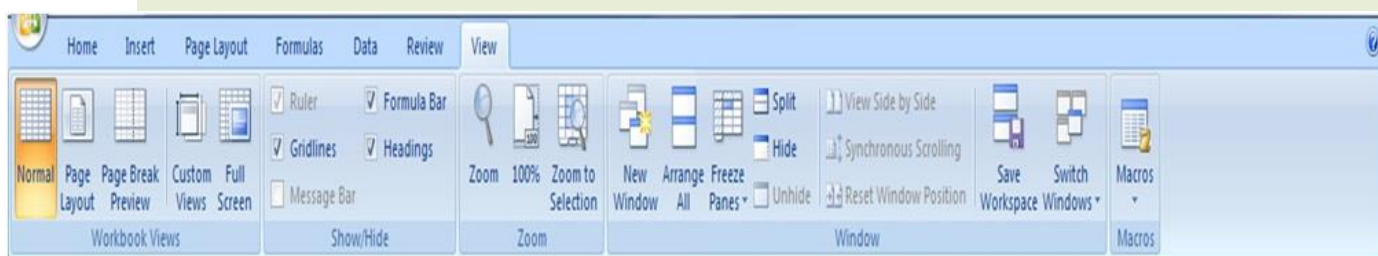 Home Insert Page Layout Formulas Data Review View
Normal
Page Layout
Page Break Preview
Custom Views
Full Screen
Workbook Views
Ruler
Gridlines
Message Bar
Formula Bar
Headings
Show/Hide
Zoom
100%
100
Zoom to Selection
Zoom
New Window
Arrange All
Freeze Panes
Split
Hide
Unhide
View Side by Side
Synchronous Scrolling
Reset Window Position
Save Workspace
Switch Windows
Window
Macros
Macros